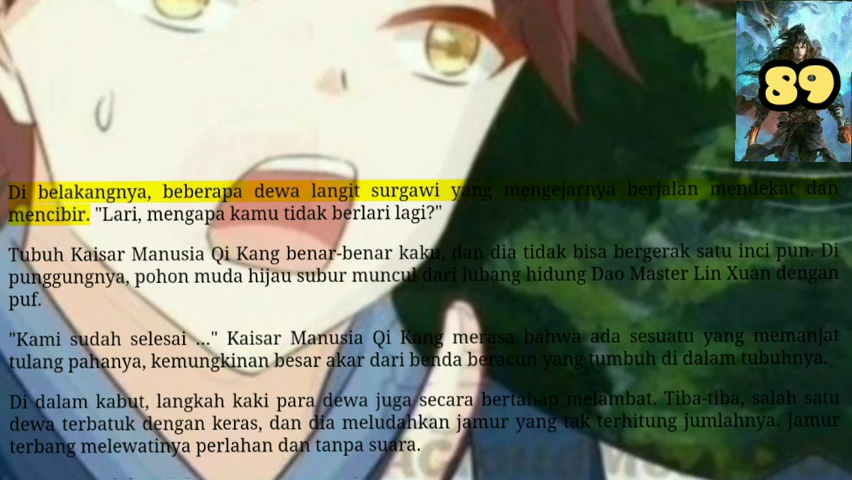 89
Di belakangnya, beberapa dewa langit surgawi yang mengejarnya berjalan mendekat dan
mencibir. "Lari, mengapa kamu tidak berlari lagi?"
Tubuh Kaisar Manusia Qi Kang benar-benar kaku, dan dia tidak bisa bergerak satu inci pun. Di
punggungnya, pohon muda hijau subur muncul dari lubang hidung Dao Master Lin Xuan dengan
puf.
"Kami sudah selesai ..." Kaisar Manusia Qi Kang merasa bahwa ada sesuatu yang memanjat
tulang pahanya, kemungkinan besar akar dari benda beracun yang tumbuh di dalam tubuhnya.
Di dalam kabut, langkah kaki para dewa juga secara bertahap melambat. Tiba-tiba, salah satu
dewa terbatuk dengan keras, dan dia meludahkan jamur yang tak terhitung jumlahnya. Jamur
terbang melewatinya perlahan dan tanpa suara.